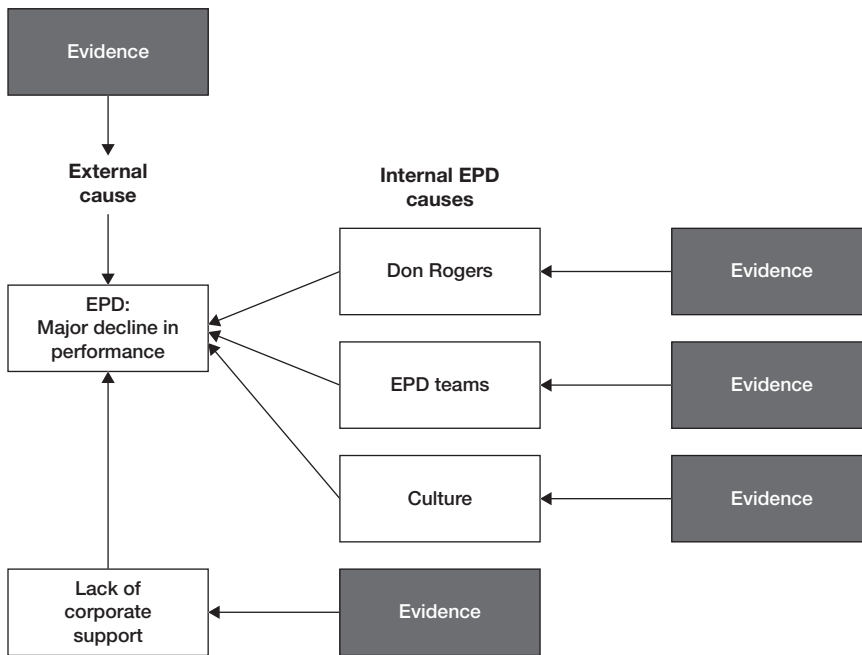 Evidence
External
cause
Internal EPD
causes
Don Rogers
Evidence
EPD:
Major decline in
performance
EPD teams
Evidence
Culture
Evidence
Lack of
corporate
support
Evidence